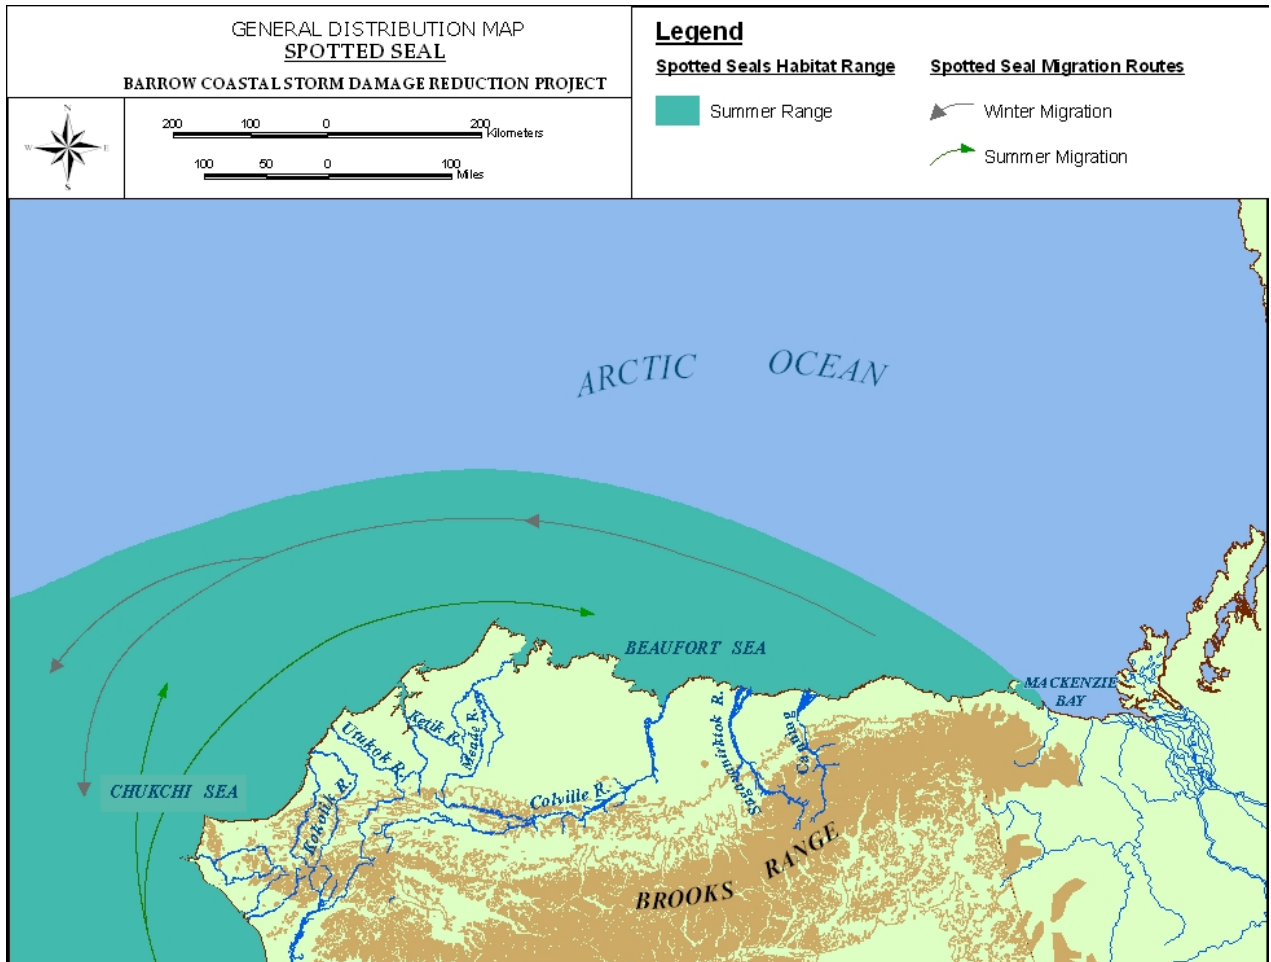 GENERAL DISTRIBUTION MAP
SPOTTED SEAL
BARROW COASTAL STORM DAMAGE REDUCTION PROJECT
N
W
E
S
200 100 0 200
Kilometers
100 50 0 100
Miles
Legend
Spotted Seals Habitat Range
Summer Range
Spotted Seal Migration Routes
Winter Migration
Summer Migration
ARCTIC OCEAN
BEAUFORT SEA
MACKENZIE
BAY
CHUKCHI SEA
Kokolik R.
Utukok R.
Ketik R.
Meade R.
Colville R.
Sagavanirktok R.
Canning
BROOKS RANGE